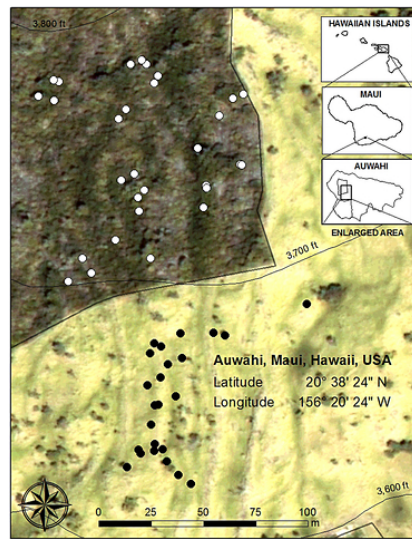 3,800 ft
HAWAIIAN ISLANDS
MAUI
AUWAHI
ENLARGED AREA
3,700 ft
Auwahi, Maui, Hawaii, USA
Latitude 20° 38' 24" N
Longitude 156° 20' 24" W
3,600 ft
0 25 50 75 100
m